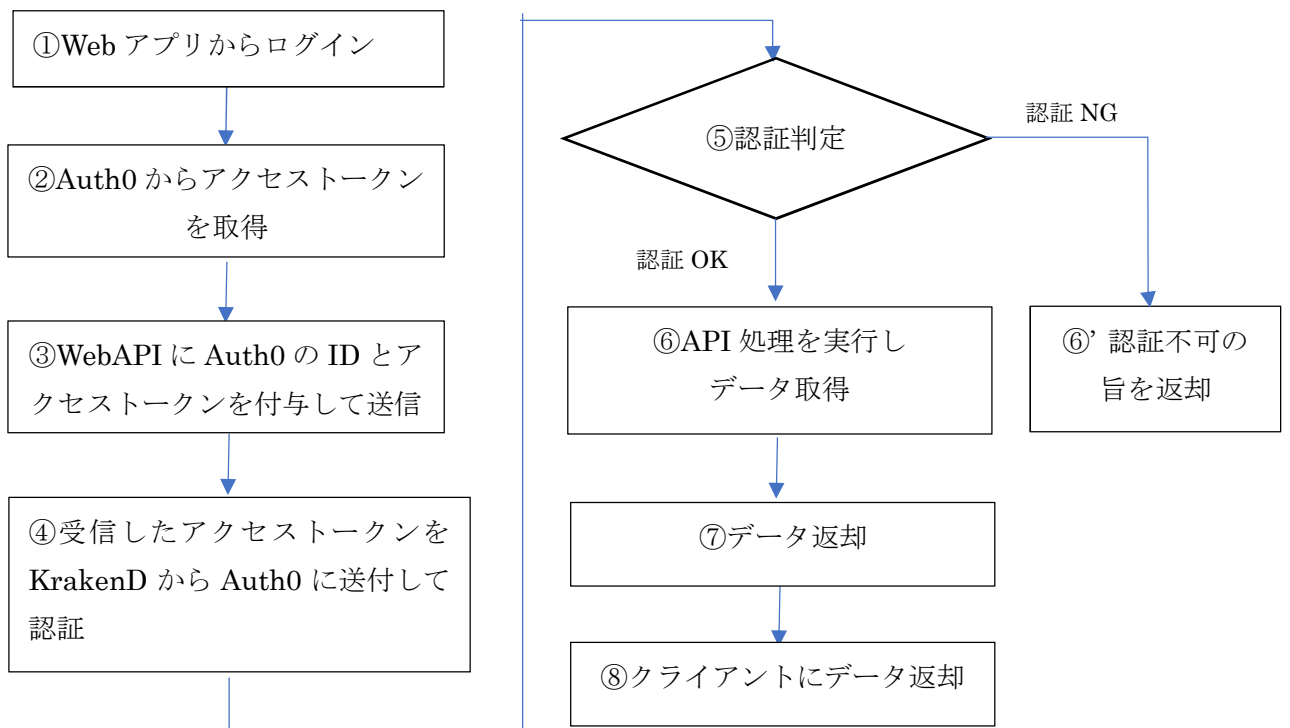 ①Web アプリからログイン
②Auth0 からアクセストークン
を取得
③WebAPI に Auth0 の ID とア
クセストークンを付与して送信
④受信したアクセストークンを
KrakenD から Auth0 に送付して
認証
⑤認証判定
認証 NG
認証 OK
⑥API 処理を実行し
データ取得
⑥’ 認証不可の
旨を返却
⑦データ返却
⑧クライアントにデータ返却